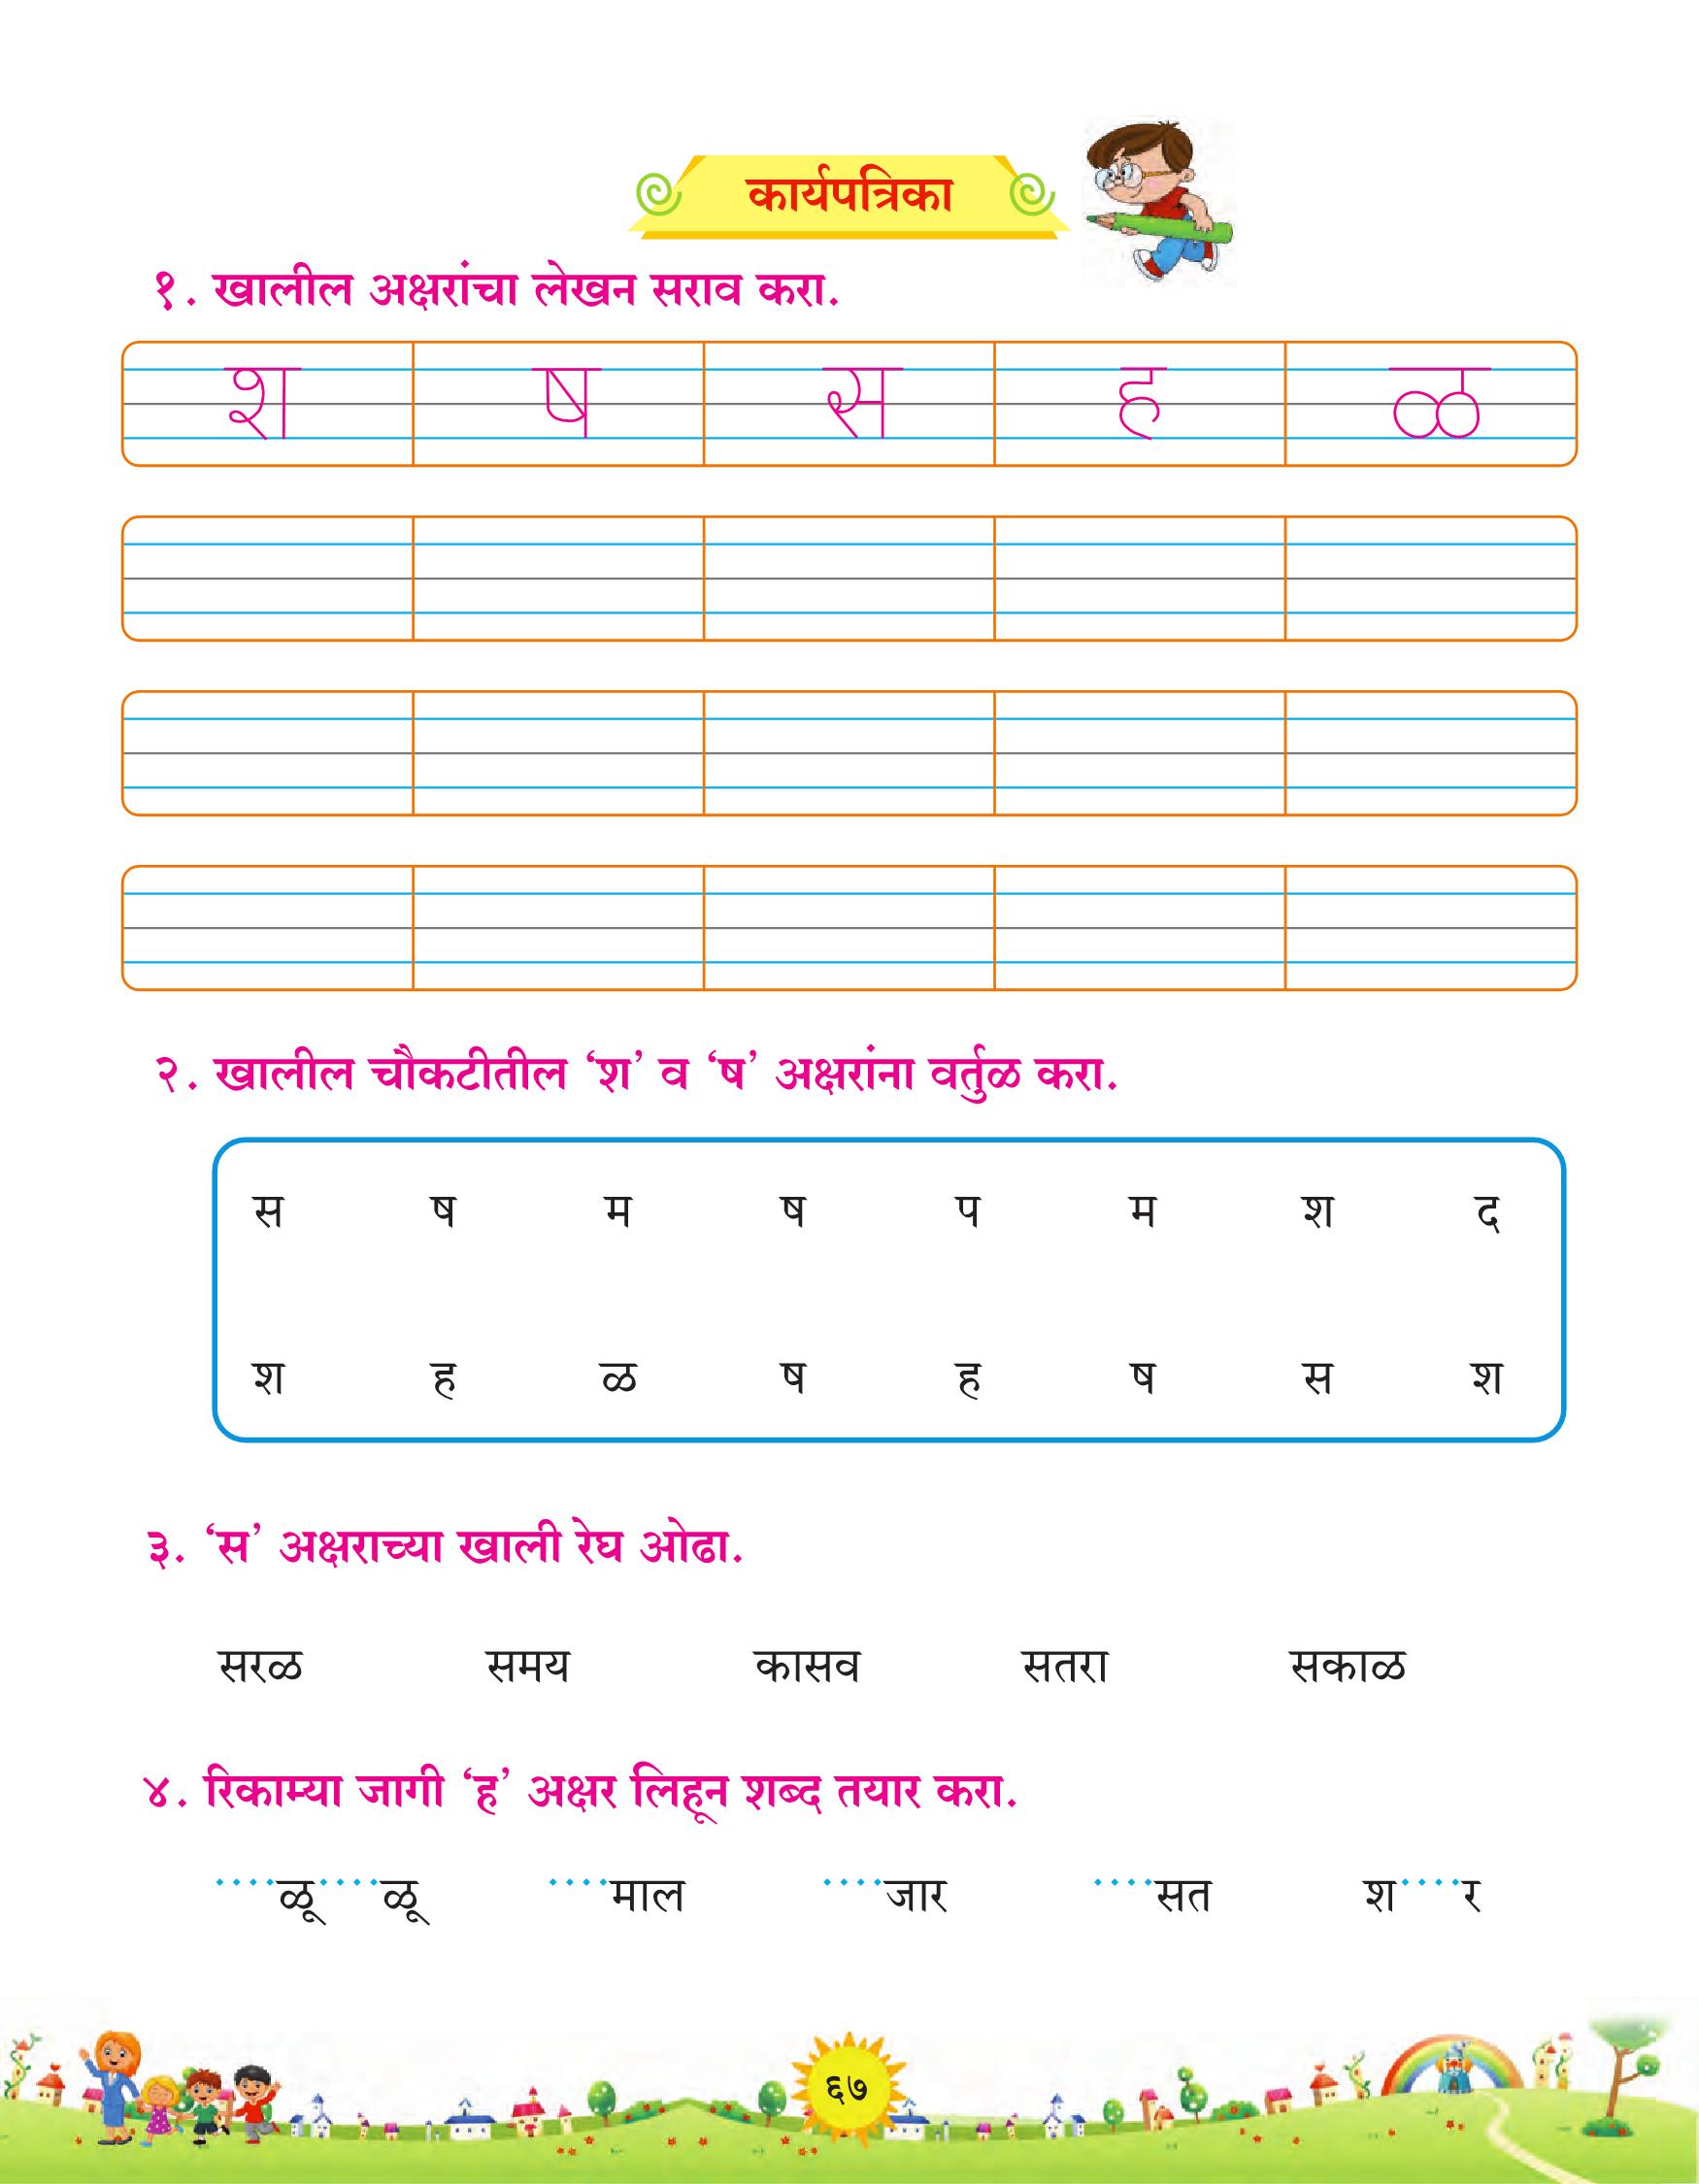 कार्यपत्रिका
१. खालील अक्षरांचा लेखन सराव करा.
श ष स ह ळ
२. खालील चौकटीतील ‘श’ व ‘ष’ अक्षरांना वर्तुळ करा.
स ष म ष प म श द
श ह ळ ष ह ष स श
३. ‘स’ अक्षराच्या खाली रेघ ओढा.
सरळ समय कासव सतरा सकाळ
४. रिकाम्या जागी ‘ह’ अक्षर लिहून शब्द तयार करा.
....ळू....ळू ....माल ....जार ....सत श....र
६७